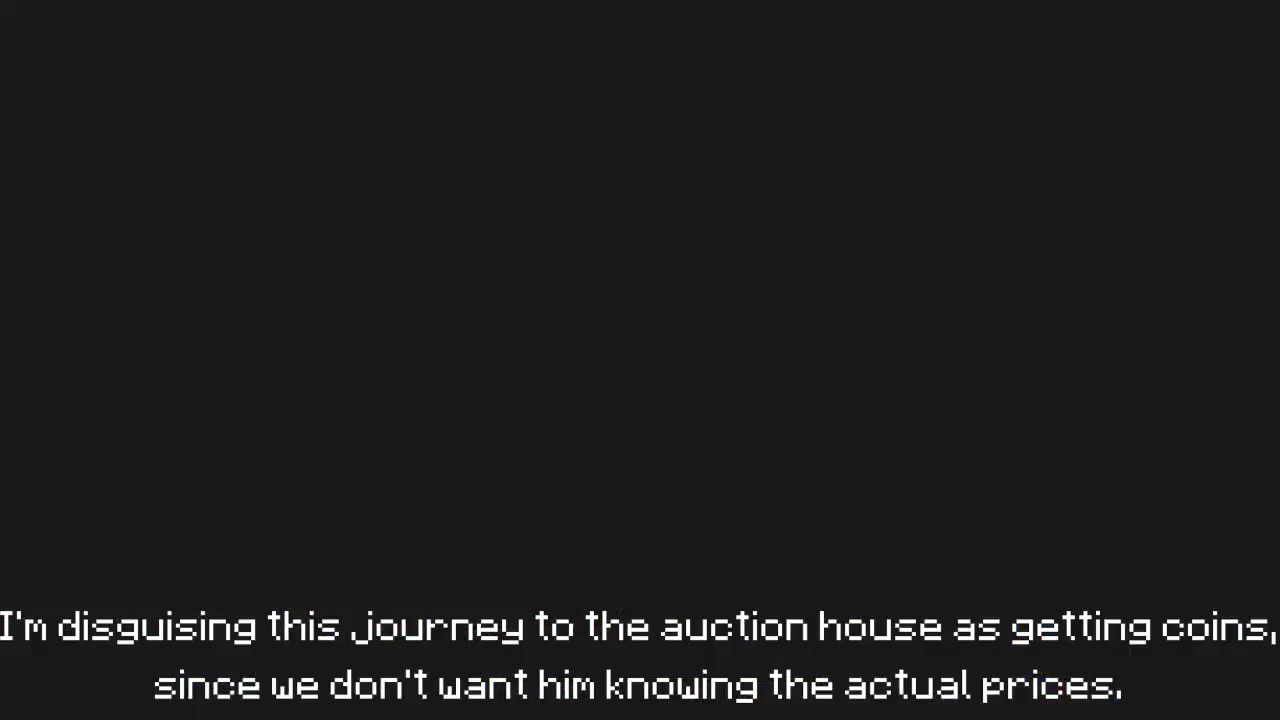 I'm disguising this journey to the auction house as getting coins,
since we don't want him knowing the actual prices.